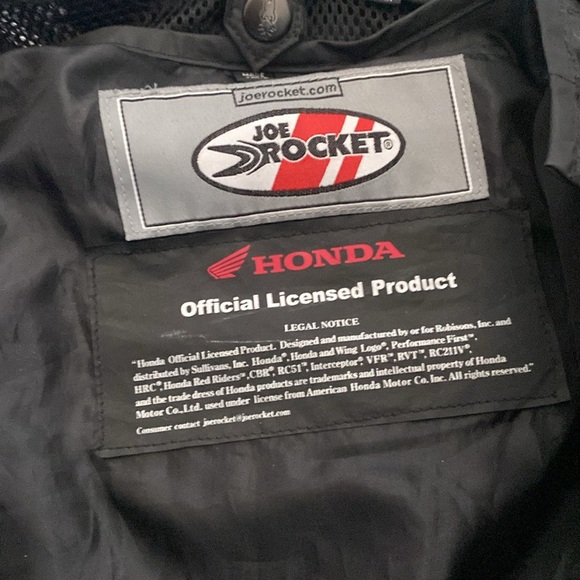 joerocket.com
JOE
ROCKET®
HONDA
Official Licensed Product
LEGAL NOTICE
"Honda Official Licensed Product. Designed and manufactured by or for Robisons, Inc. and
distributed by Sullivans, Inc. Honda®, Honda and Wing Logo®, Performance First™,
HRC®, Honda Red Riders™, CBR®, RC51™, Interceptor®, VFR™, RVT™, RC211V®,
and the trade dress of Honda products are trademarks and intellectual property of Honda
Motor Co.,Ltd. used under license from American Honda Motor Co. Inc. All rights reserved."
Consumer contact joerocket@joerocket.com